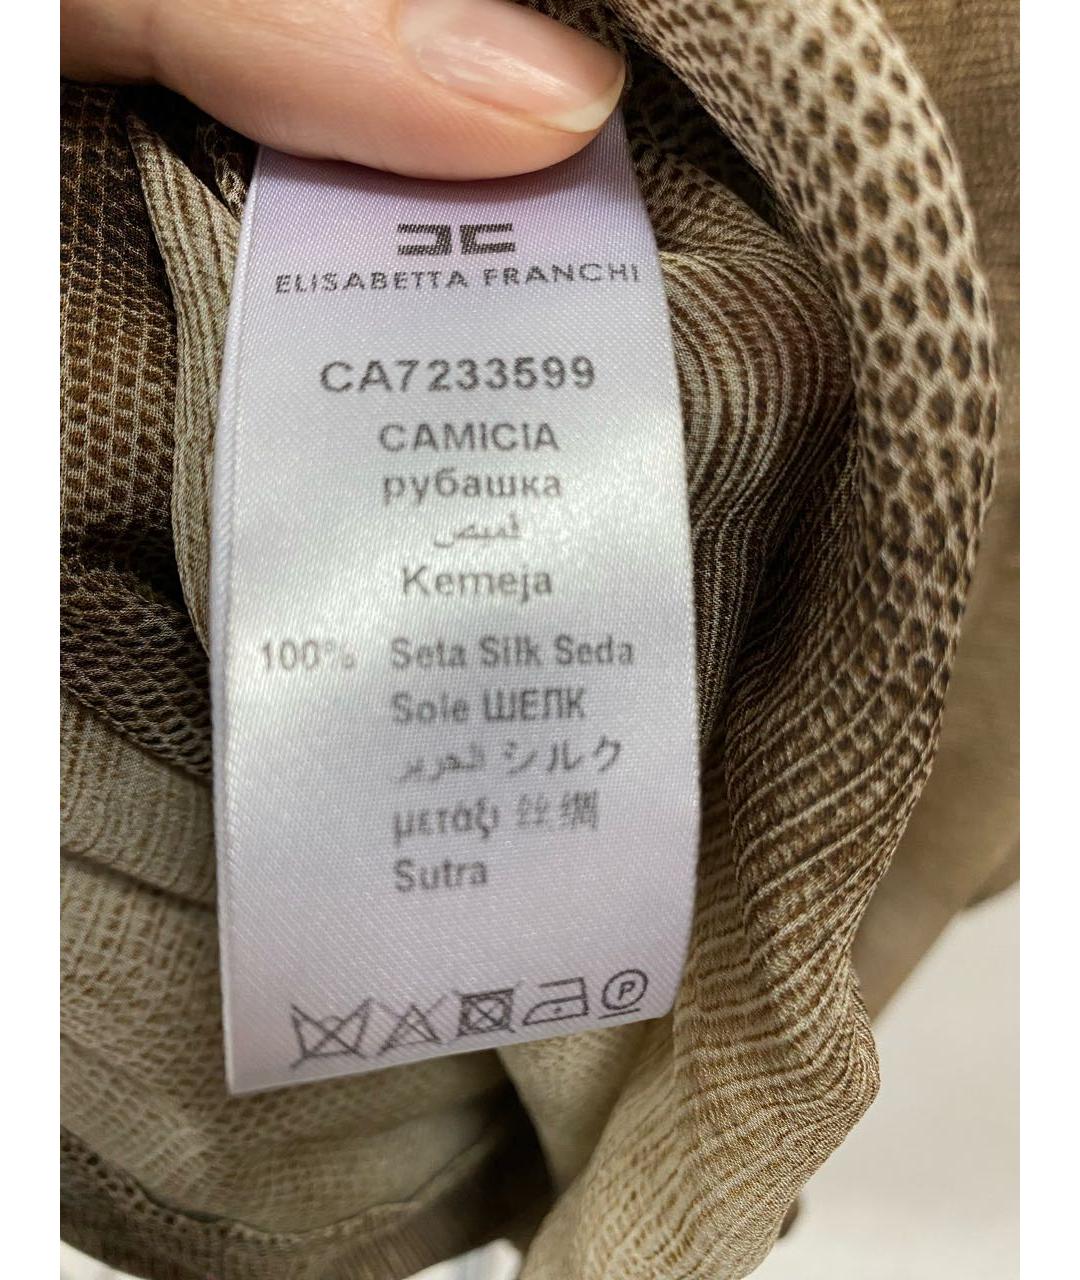 ELISABETTA FRANCHI
CA7233599
CAMICIA
рубашка
قميص
Kemeja
100% Seta Silk Seda
Soie ШЕЛК
الحرير シルク
μετάξι 丝绸
Sutra
P